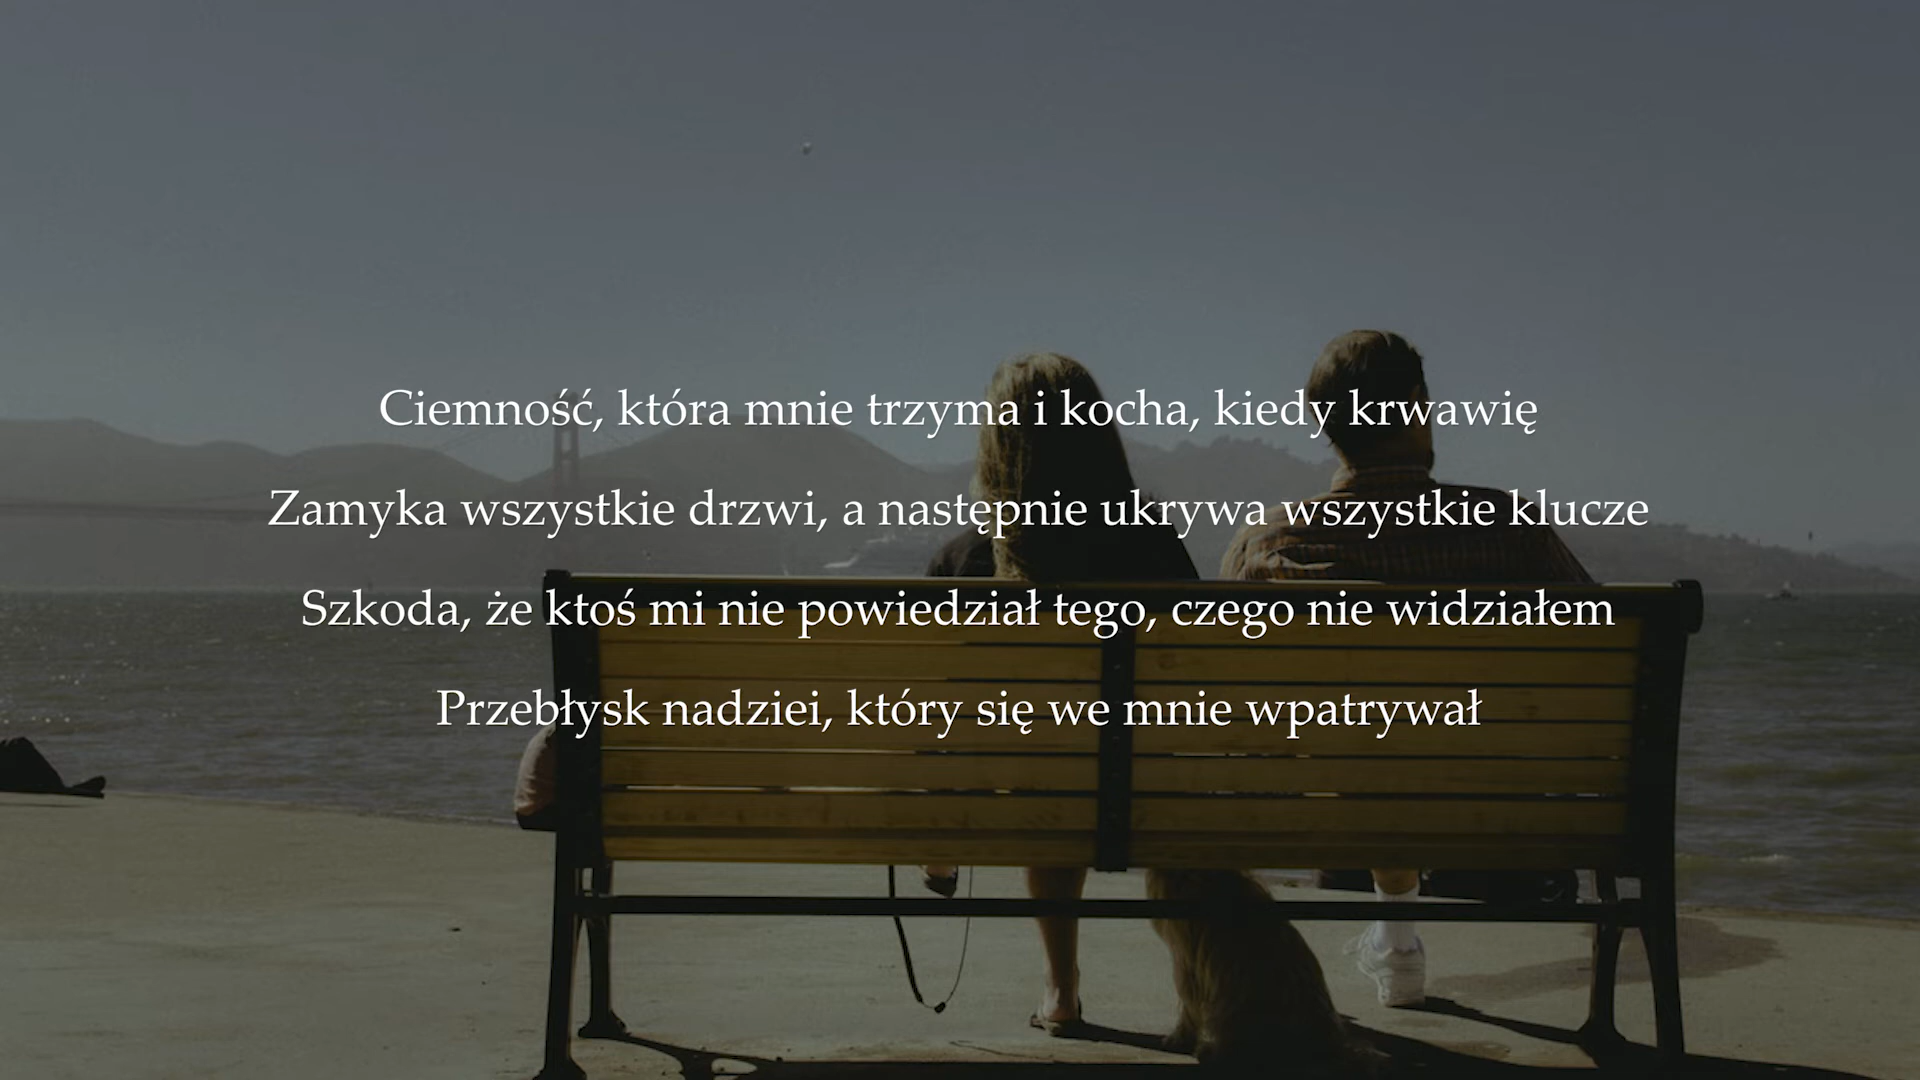 Ciemność, która mnie trzyma i kocha, kiedy krwawię
Zamyka wszystkie drzwi, a następnie ukrywa wszystkie klucze
Szkoda, że ktoś mi nie powiedział tego, czego nie widziałem
Przebłysk nadziei, który się we mnie wpatrywał